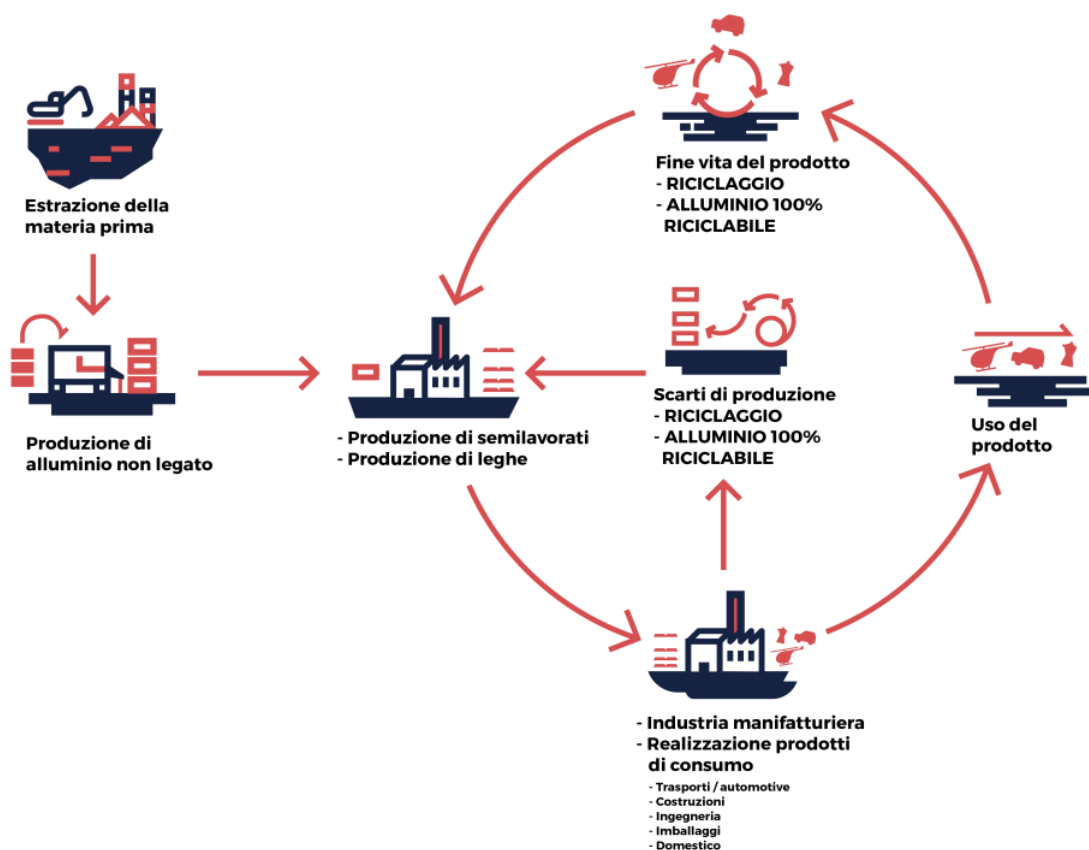 Estrazione della
materia prima
Produzione di
alluminio non legato
- Produzione di semilavorati
- Produzione di leghe
Fine vita del prodotto
- RICICLAGGIO
- ALLUMINIO 100%
RICICLABILE
Scarti di produzione
- RICICLAGGIO
- ALLUMINIO 100%
RICICLABILE
Uso del
prodotto
- Industria manifatturiera
- Realizzazione prodotti
di consumo
- Trasporti / automotive
- Costruzioni
- Ingegneria
- Imballaggi
- Domestico